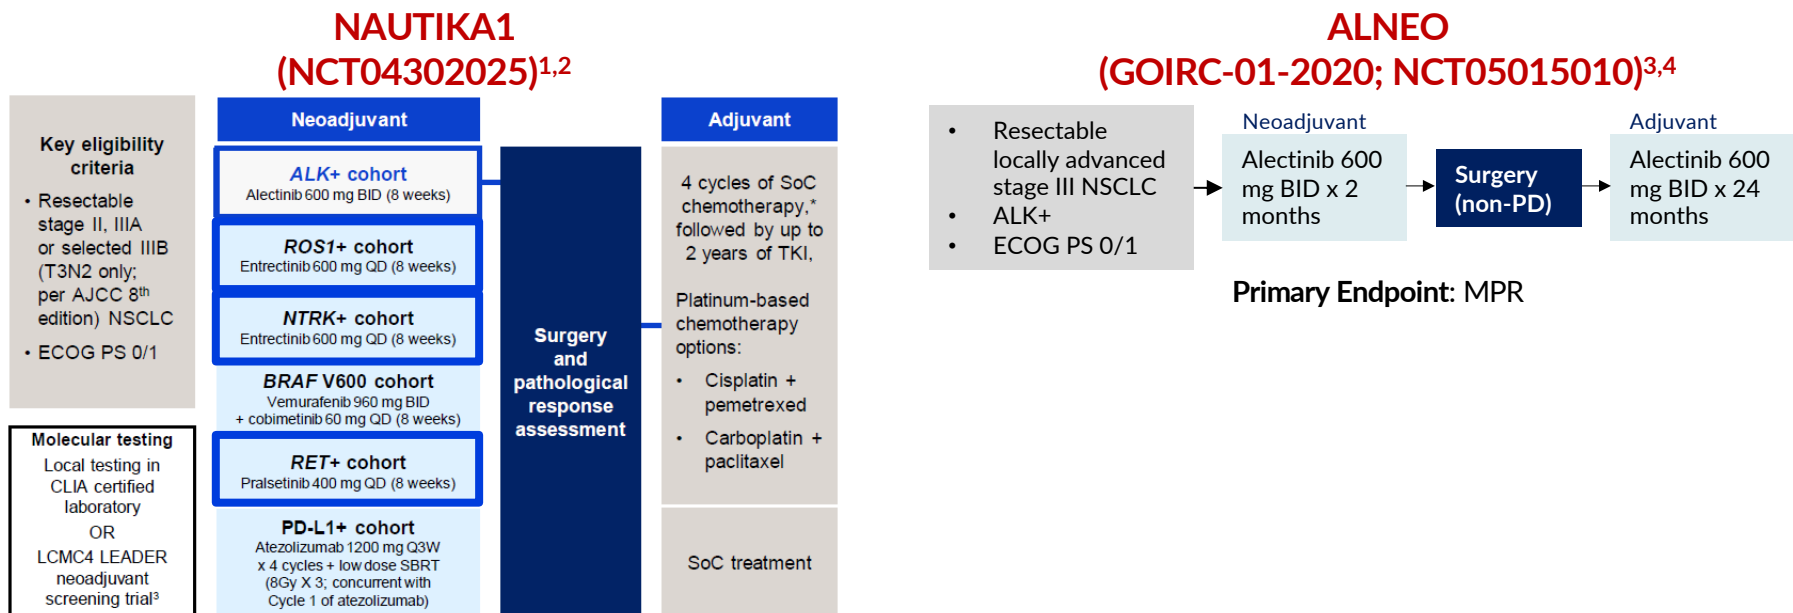 NAUTIKA1
(NCT04302025)1,2
Key eligibility
criteria
• Resectable
stage II, IIIA
or selected IIIB
(T3N2 only;
per AJCC 8th
edition) NSCLC
• ECOG PS 0/1
Molecular testing
Local testing in
CLIA certified
laboratory
OR
LCMC4 LEADER
neoadjuvant
screening trial3
Neoadjuvant
ALK+ cohort
Alectinib 600 mg BID (8 weeks)
ROS1+ cohort
Entrectinib 600 mg QD (8 weeks)
NTRK+ cohort
Entrectinib 600 mg QD (8 weeks)
BRAF V600 cohort
Vemurafenib 960 mg BID
+ cobimetinib 60 mg QD (8 weeks)
RET+ cohort
Pralsetinib 400 mg QD (8 weeks)
PD-L1+ cohort
Atezolizumab 1200 mg Q3W
x 4 cycles + low dose SBRT
(8Gy X 3; concurrent with
Cycle 1 of atezolizumab)
Surgery
and
pathological
response
assessment
Adjuvant
4 cycles of SoC
chemotherapy,*
followed by up to
2 years of TKI,
Platinum-based
chemotherapy
options:
• Cisplatin +
pemetrexed
• Carboplatin +
paclitaxel
SoC treatment
ALNEO
(GOIRC-01-2020; NCT05015010)3,4
• Resectable
locally advanced
stage III NSCLC
• ALK+
• ECOG PS 0/1
Neoadjuvant
Alectinib 600
mg BID x 2
months
Surgery
(non-PD)
Adjuvant
Alectinib 600
mg BID x 24
months
Primary Endpoint: MPR